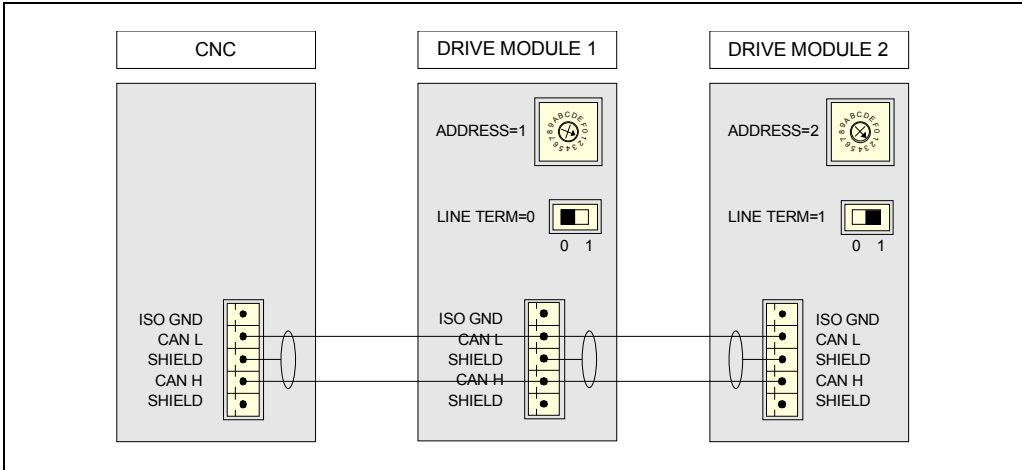 CNC
DRIVE MODULE 1
DRIVE MODULE 2
ADDRESS=1
0123456789ABCDEF
ADDRESS=2
0123456789ABCDEF
LINE TERM=0
0 1
LINE TERM=1
0 1
ISO GND
CAN L
SHIELD
CAN H
SHIELD
ISO GND
CAN L
SHIELD
CAN H
SHIELD
ISO GND
CAN L
SHIELD
CAN H
SHIELD